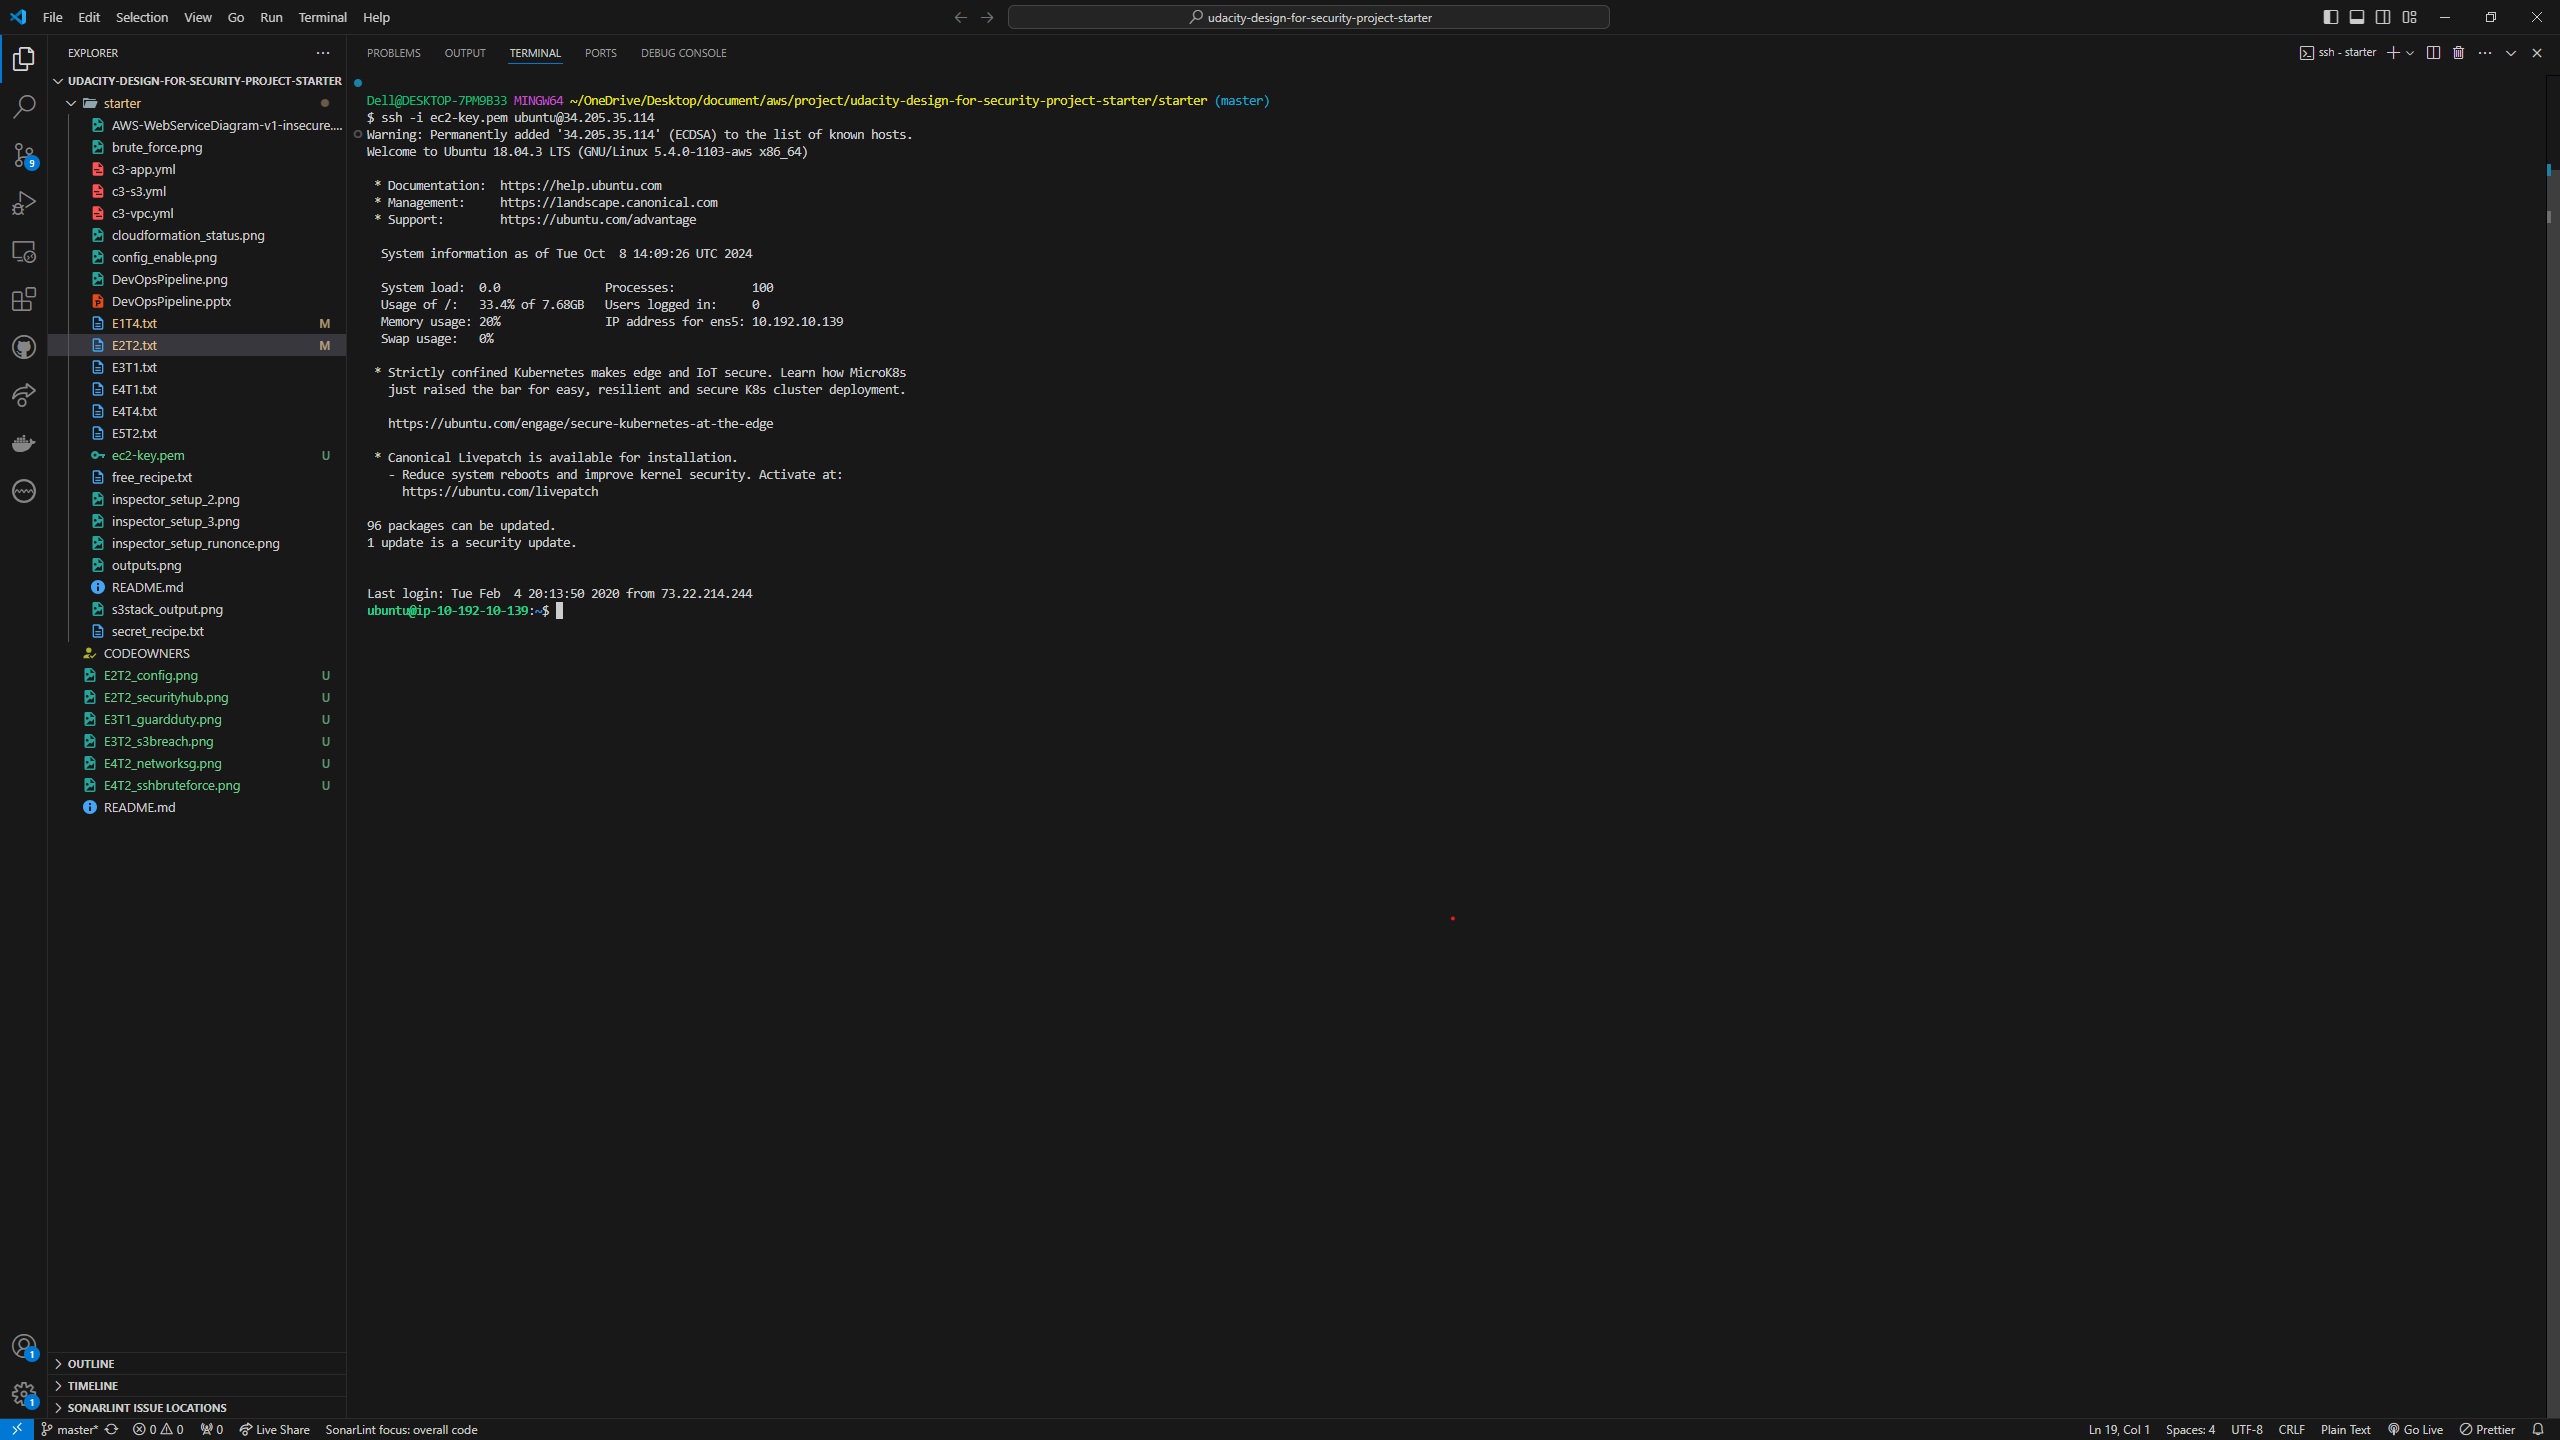 File Edit Selection View Go Run Terminal Help
udacity-design-for-security-project-starter
EXPLORER
UDACITY-DESIGN-FOR-SECURITY-PROJECT-STARTER
starter
AWS-WebServiceDiagram-v1-insecure....
brute_force.png
c3-app.yml
c3-s3.yml
c3-vpc.yml
cloudformation_status.png
config_enable.png
DevOpsPipeline.png
DevOpsPipeline.pptx
E1T4.txt M
E2T2.txt M
E3T1.txt
E4T1.txt
E4T4.txt
E5T2.txt
ec2-key.pem U
free_recipe.txt
inspector_setup_2.png
inspector_setup_3.png
inspector_setup_runonce.png
outputs.png
README.md
s3stack_output.png
secret_recipe.txt
CODEOWNERS
E2T2_config.png U
E2T2_securityhub.png U
E3T1_guardduty.png U
E3T2_s3breach.png U
E4T2_networksg.png U
E4T2_sshbruteforce.png U
README.md
OUTLINE
TIMELINE
SONARLINT ISSUE LOCATIONS
9
1
1
PROBLEMS OUTPUT TERMINAL PORTS DEBUG CONSOLE
ssh - starter
Dell@DESKTOP-7PM9B33 MINGW64 ~/OneDrive/Desktop/document/aws/project/udacity-design-for-security-project-starter/starter (master)
$ ssh -i ec2-key.pem ubuntu@34.205.35.114
Warning: Permanently added '34.205.35.114' (ECDSA) to the list of known hosts.
Welcome to Ubuntu 18.04.3 LTS (GNU/Linux 5.4.0-1103-aws x86_64)
* Documentation: https://help.ubuntu.com
* Management: https://landscape.canonical.com
* Support: https://ubuntu.com/advantage
System information as of Tue Oct 8 14:09:26 UTC 2024
System load: 0.0 Processes: 100
Usage of /: 33.4% of 7.68GB Users logged in: 0
Memory usage: 20% IP address for ens5: 10.192.10.139
Swap usage: 0%
* Strictly confined Kubernetes makes edge and IoT secure. Learn how MicroK8s
just raised the bar for easy, resilient and secure K8s cluster deployment.
https://ubuntu.com/engage/secure-kubernetes-at-the-edge
* Canonical Livepatch is available for installation.
- Reduce system reboots and improve kernel security. Activate at:
https://ubuntu.com/livepatch
96 packages can be updated.
1 update is a security update.
Last login: Tue Feb 4 20:13:50 2020 from 73.22.214.244
ubuntu@ip-10-192-10-139:~$
master* 0 0 0 Live Share SonarLint focus: overall code
Ln 19, Col 1 Spaces: 4 UTF-8 CRLF Plain Text Go Live Prettier